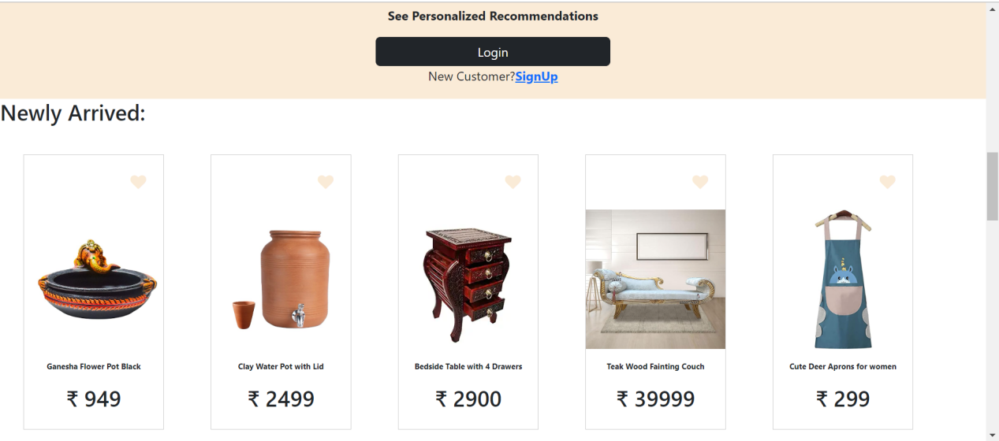 See Personalized Recommendations
Login
New Customer?SignUp
Newly Arrived:
Ganesha Flower Pot Black
Clay Water Pot with Lid
Bedside Table with 4 Drawers
Teak Wood Fainting Couch
Cute Deer Aprons for women
₹ 949
₹ 2499
₹ 2900
₹ 39999
₹ 299